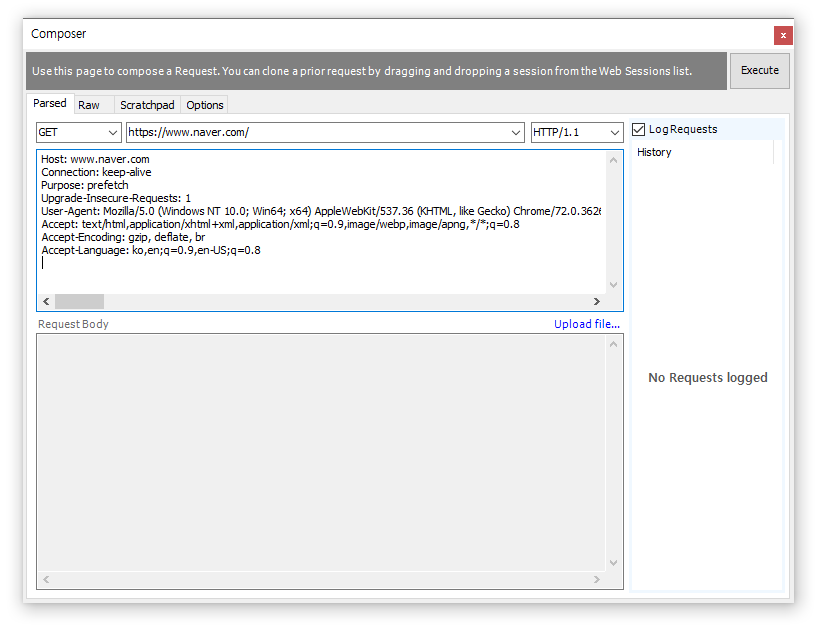 Composer
x
Use this page to compose a Request. You can clone a prior request by dragging and dropping a session from the Web Sessions list.
Execute
Parsed Raw Scratchpad Options
GET https://www.naver.com/ HTTP/1.1
Log Requests
History
Host: www.naver.com
Connection: keep-alive
Purpose: prefetch
Upgrade-Insecure-Requests: 1
User-Agent: Mozilla/5.0 (Windows NT 10.0; Win64; x64) AppleWebKit/537.36 (KHTML, like Gecko) Chrome/72.0.3626
Accept: text/html,application/xhtml+xml,application/xml;q=0.9,image/webp,image/apng,*/*;q=0.8
Accept-Encoding: gzip, deflate, br
Accept-Language: ko,en;q=0.9,en-US;q=0.8
Request Body
Upload file...
No Requests logged